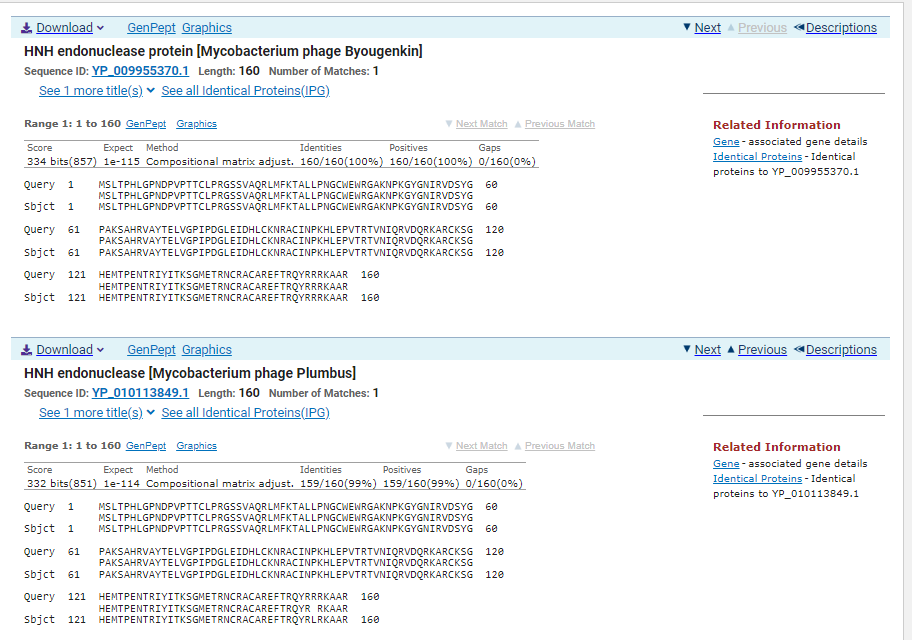 Download GenPept Graphics Next Previous Descriptions
HNH endonuclease protein [Mycobacterium phage Byougenkin]
Sequence ID: YP_009955370.1 Length: 160 Number of Matches: 1
See 1 more title(s) See all Identical Proteins(IPG)
Range 1: 1 to 160 GenPept Graphics Next Match Previous Match
Score Expect Method Identities Positives Gaps
334 bits(857) 1e-115 Compositional matrix adjust. 160/160(100%) 160/160(100%) 0/160(0%)
Query 1 MSLTPHLGPNDPVPTTCLPRGSSVAQRLMFKTALLPNGCWEWRGAKNPKGYGNIRVDSYG 60
MSLTPHLGPNDPVPTTCLPRGSSVAQRLMFKTALLPNGCWEWRGAKNPKGYGNIRVDSYG
Sbjct 1 MSLTPHLGPNDPVPTTCLPRGSSVAQRLMFKTALLPNGCWEWRGAKNPKGYGNIRVDSYG 60
Query 61 PAKSAHRVAYTELVGPIPDGLEIDHLCKNRACINPKHLEPVTRTVNIQRVDQRKARCKSG 120
PAKSAHRVAYTELVGPIPDGLEIDHLCKNRACINPKHLEPVTRTVNIQRVDQRKARCKSG
Sbjct 61 PAKSAHRVAYTELVGPIPDGLEIDHLCKNRACINPKHLEPVTRTVNIQRVDQRKARCKSG 120
Query 121 HEMTPENTRIYITKSGMETRNCRACAREFTRQYRRRKAAR 160
HEMTPENTRIYITKSGMETRNCRACAREFTRQYRRRKAAR
Sbjct 121 HEMTPENTRIYITKSGMETRNCRACAREFTRQYRRRKAAR 160
Related Information
Gene - associated gene details
Identical Proteins - Identical
proteins to YP_009955370.1
Download GenPept Graphics Next Previous Descriptions
HNH endonuclease [Mycobacterium phage Plumbus]
Sequence ID: YP_010113849.1 Length: 160 Number of Matches: 1
See 1 more title(s) See all Identical Proteins(IPG)
Range 1: 1 to 160 GenPept Graphics Next Match Previous Match
Score Expect Method Identities Positives Gaps
332 bits(851) 1e-114 Compositional matrix adjust. 159/160(99%) 159/160(99%) 0/160(0%)
Query 1 MSLTPHLGPNDPVPTTCLPRGSSVAQRLMFKTALLPNGCWEWRGAKNPKGYGNIRVDSYG 60
MSLTPHLGPNDPVPTTCLPRGSSVAQRLMFKTALLPNGCWEWRGAKNPKGYGNIRVDSYG
Sbjct 1 MSLTPHLGPNDPVPTTCLPRGSSVAQRLMFKTALLPNGCWEWRGAKNPKGYGNIRVDSYG 60
Query 61 PAKSAHRVAYTELVGPIPDGLEIDHLCKNRACINPKHLEPVTRTVNIQRVDQRKARCKSG 120
PAKSAHRVAYTELVGPIPDGLEIDHLCKNRACINPKHLEPVTRTVNIQRVDQRKARCKSG
Sbjct 61 PAKSAHRVAYTELVGPIPDGLEIDHLCKNRACINPKHLEPVTRTVNIQRVDQRKARCKSG 120
Query 121 HEMTPENTRIYITKSGMETRNCRACAREFTRQYRRRKAAR 160
HEMTPENTRIYITKSGMETRNCRACAREFTRQYR RKAAR
Sbjct 121 HEMTPENTRIYITKSGMETRNCRACAREFTRQYRLRKAAR 160
Related Information
Gene - associated gene details
Identical Proteins - Identical
proteins to YP_010113849.1